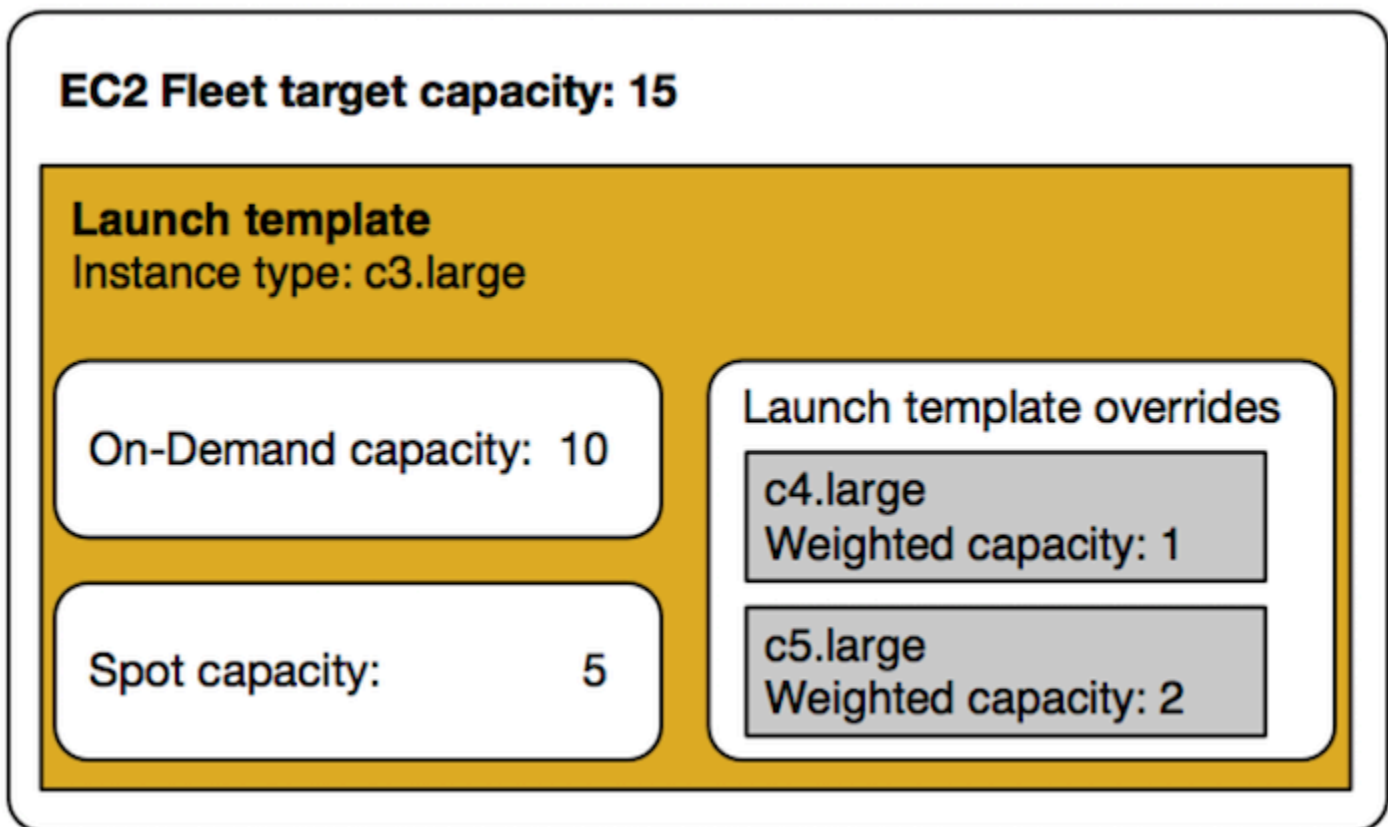 EC2 Fleet target capacity: 15
Launch template
Instance type: c3.large
On-Demand capacity: 10
Spot capacity: 5
Launch template overrides
c4.large
Weighted capacity: 1
c5.large
Weighted capacity: 2